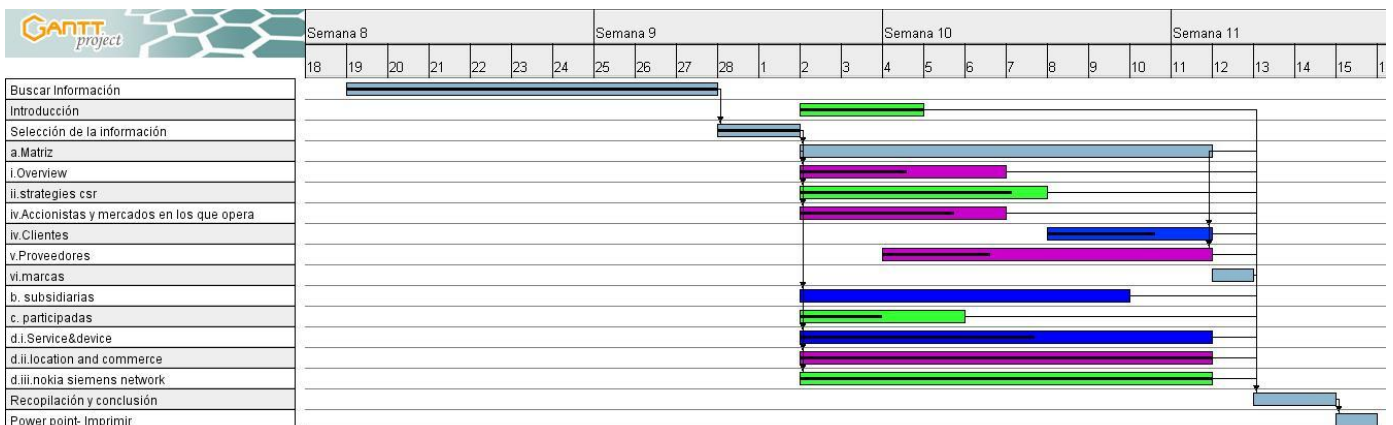 GANTT
project
Semana 8 Semana 9 Semana 10 Semana 11
18 19 20 21 22 23 24 25 26 27 28 1 2 3 4 5 6 7 8 9 10 11 12 13 14 15 1
Buscar Información
Introducción
Selección de la información
a.Matriz
i.Overview
ii.strategies csr
iv.Accionistas y mercados en los que opera
iv.Clientes
v.Proveedores
vi.marcas
b. subsidiarias
c. participadas
d.i.Service&device
d.ii.location and commerce
d.iii.nokia siemens network
Recopilación y conclusión
Power point- Imprimir